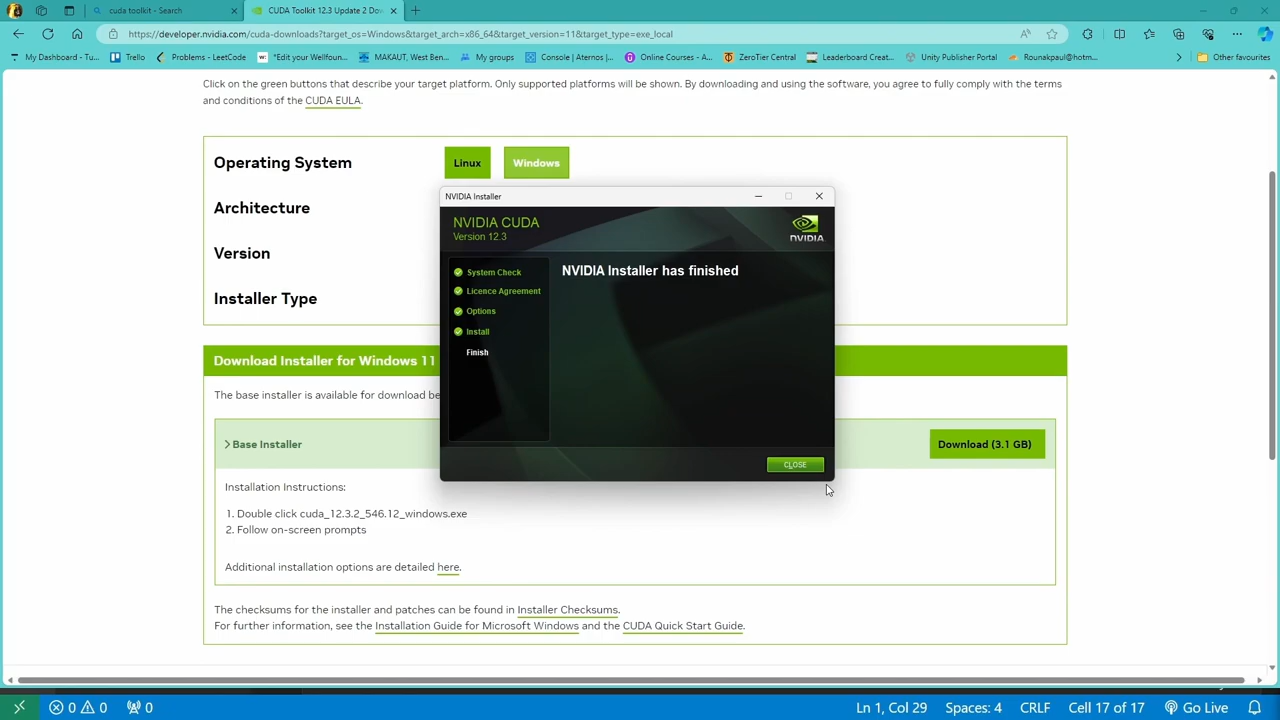 cuda toolkit - Search
CUDA Toolkit 12.3 Update 2 Dow
https://developer.nvidia.com/cuda-downloads?target_os=Windows&target_arch=x86_64&target_version=11&target_type=exe_local
My Dashboard - Tu...
Trello
Problems - LeetCode
*Edit your Wellfoun...
MAKAUT, West Ben...
My groups
Console | Aternos |...
Online Courses - A...
ZeroTier Central
Leaderboard Creat...
Unity Publisher Portal
Rounakpaul@hotm...
Other favourites
Click on the green buttons that describe your target platform. Only supported platforms will be shown. By downloading and using the software, you agree to fully comply with the terms
and conditions of the CUDA EULA.
Operating System
Linux
Windows
Architecture
Version
Installer Type
NVIDIA Installer
NVIDIA CUDA
Version 12.3
NVIDIA
System Check
Licence Agreement
Options
Install
Finish
NVIDIA Installer has finished
CLOSE
Download Installer for Windows 11
The base installer is available for download be
Base Installer
Download (3.1 GB)
Installation Instructions:
1. Double click cuda_12.3.2_546.12_windows.exe
2. Follow on-screen prompts
Additional installation options are detailed here.
The checksums for the installer and patches can be found in Installer Checksums.
For further information, see the Installation Guide for Microsoft Windows and the CUDA Quick Start Guide.
0 0 0 Ln 1, Col 29 Spaces: 4 CRLF Cell 17 of 17 Go Live